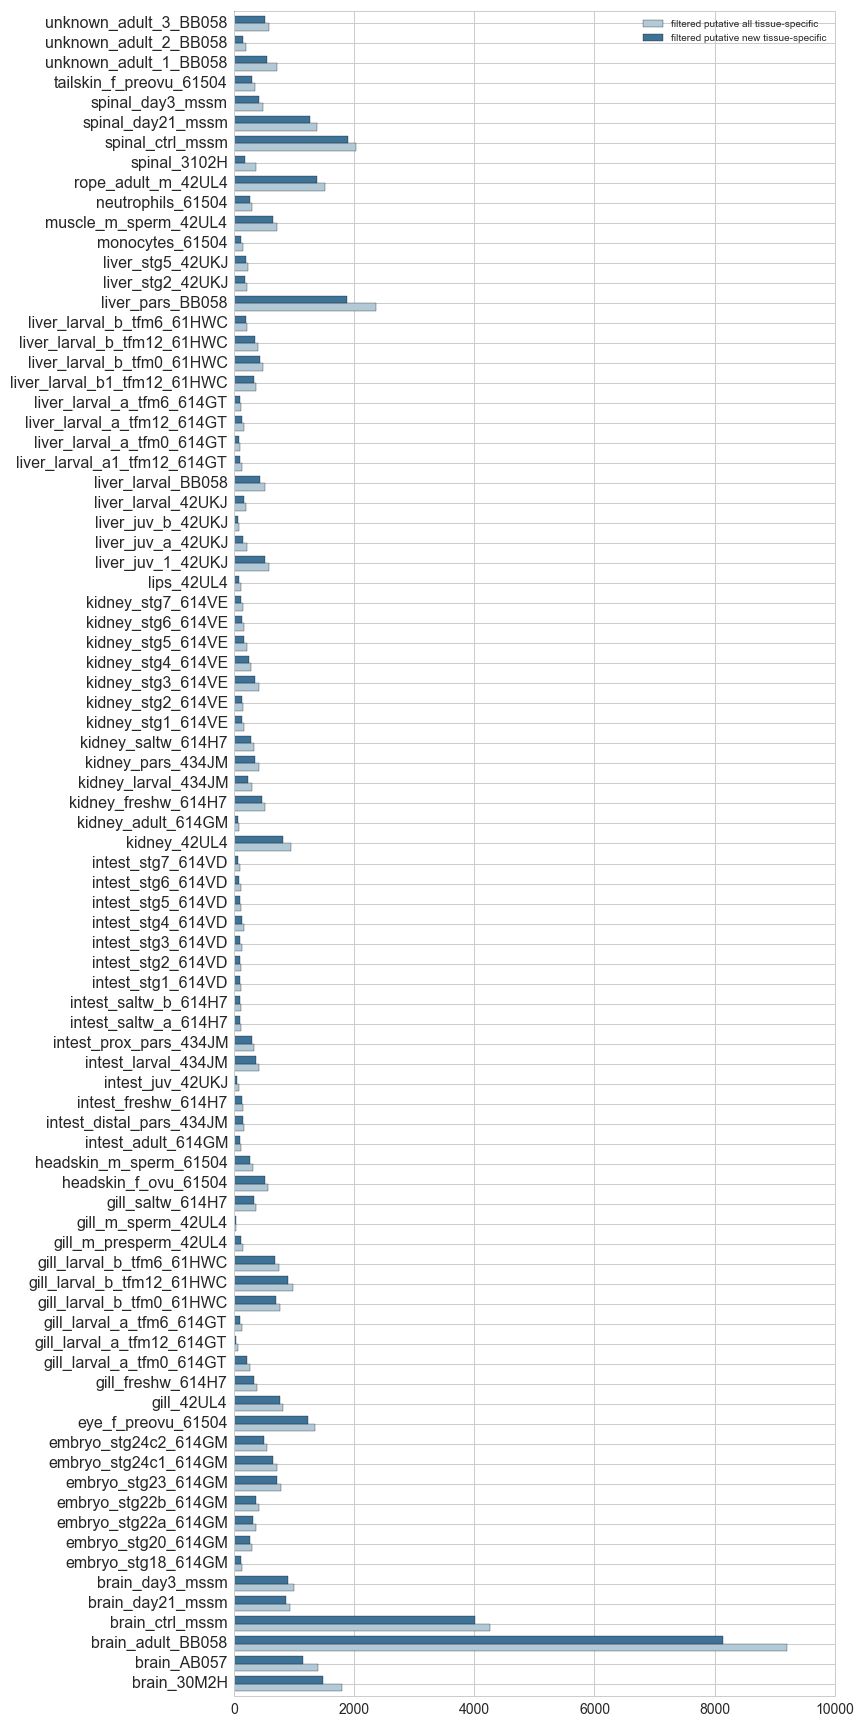 filtered putative all tissue-specific
filtered putative new tissue-specific
unknown_adult_3_BB058
unknown_adult_2_BB058
unknown_adult_1_BB058
tailskin_f_preovu_61504
spinal_day3_mssm
spinal_day21_mssm
spinal_ctrl_mssm
spinal_3102H
rope_adult_m_42UL4
neutrophils_61504
muscle_m_sperm_42UL4
monocytes_61504
liver_stg5_42UKJ
liver_stg2_42UKJ
liver_pars_BB058
liver_larval_b_tfm6_61HWC
liver_larval_b_tfm12_61HWC
liver_larval_b_tfm0_61HWC
liver_larval_b1_tfm12_61HWC
liver_larval_a_tfm6_614GT
liver_larval_a_tfm12_614GT
liver_larval_a_tfm0_614GT
liver_larval_a1_tfm12_614GT
liver_larval_BB058
liver_larval_42UKJ
liver_juv_b_42UKJ
liver_juv_a_42UKJ
liver_juv_1_42UKJ
lips_42UL4
kidney_stg7_614VE
kidney_stg6_614VE
kidney_stg5_614VE
kidney_stg4_614VE
kidney_stg3_614VE
kidney_stg2_614VE
kidney_stg1_614VE
kidney_saltw_614H7
kidney_pars_434JM
kidney_larval_434JM
kidney_freshw_614H7
kidney_adult_614GM
kidney_42UL4
intest_stg7_614VD
intest_stg6_614VD
intest_stg5_614VD
intest_stg4_614VD
intest_stg3_614VD
intest_stg2_614VD
intest_stg1_614VD
intest_saltw_b_614H7
intest_saltw_a_614H7
intest_prox_pars_434JM
intest_larval_434JM
intest_juv_42UKJ
intest_freshw_614H7
intest_distal_pars_434JM
intest_adult_614GM
headskin_m_sperm_61504
headskin_f_ovu_61504
gill_saltw_614H7
gill_m_sperm_42UL4
gill_m_presperm_42UL4
gill_larval_b_tfm6_61HWC
gill_larval_b_tfm12_61HWC
gill_larval_b_tfm0_61HWC
gill_larval_a_tfm6_614GT
gill_larval_a_tfm12_614GT
gill_larval_a_tfm0_614GT
gill_freshw_614H7
gill_42UL4
eye_f_preovu_61504
embryo_stg24c2_614GM
embryo_stg24c1_614GM
embryo_stg23_614GM
embryo_stg22b_614GM
embryo_stg22a_614GM
embryo_stg20_614GM
embryo_stg18_614GM
brain_day3_mssm
brain_day21_mssm
brain_ctrl_mssm
brain_adult_BB058
brain_AB057
brain_30M2H
0 2000 4000 6000 8000 10000